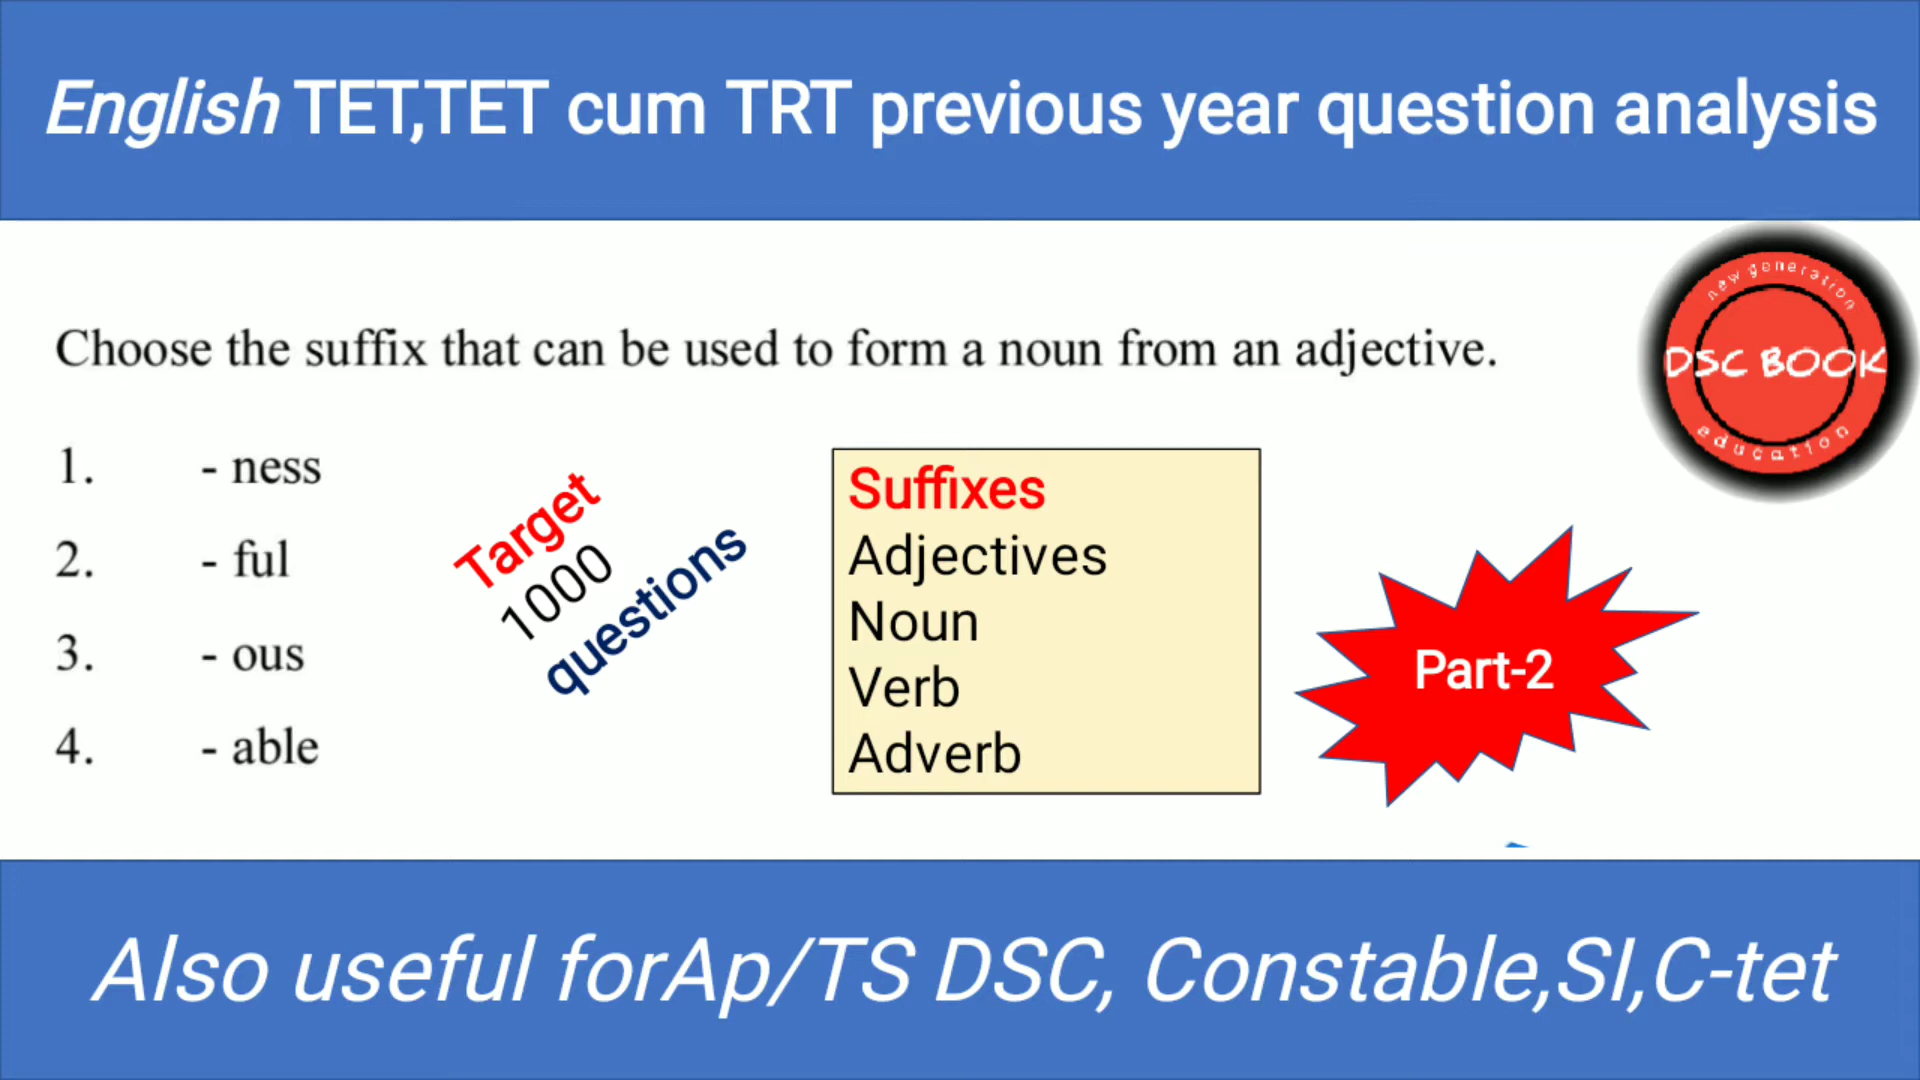 English TET,TET cum TRT previous year question analysis
new generation
DSC BOOK
education
Choose the suffix that can be used to form a noun from an adjective.
1. - ness
2. - ful
3. - ous
4. - able
Target
1000
questions
Suffixes
Adjectives
Noun
Verb
Adverb
Part-2
Also useful forAp/TS DSC, Constable,SI,C-tet